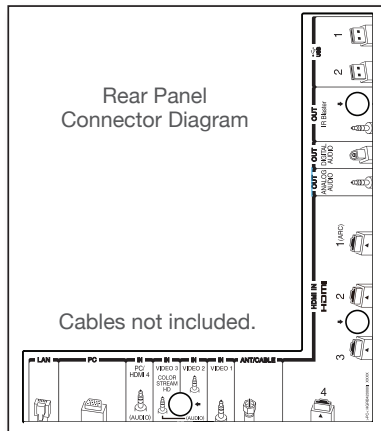 Rear Panel
Connector Diagram
Cables not included.
USB
1
2
OUT
IR Blaster
OUT
DIGITAL
AUDIO
OUT
ANALOG
AUDIO
HDMI IN
HDMI
1 (ARC)
2
3
4
LAN
PC
IN
PC/
HDMI 4
(AUDIO)
IN
VIDEO 3
COLOR
STREAM
HD
IN
VIDEO 2
(AUDIO)
IN
VIDEO 1
ANT/CABLE